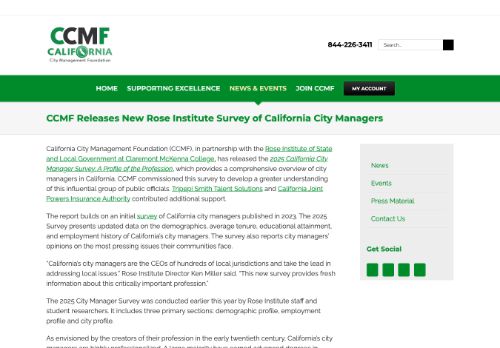 CCMF
CALIFORNIA
City Management Foundation
844-226-3411
Search...
HOME SUPPORTING EXCELLENCE NEWS & EVENTS JOIN CCMF MY ACCOUNT
CCMF Releases New Rose Institute Survey of California City Managers
California City Management Foundation (CCMF), in partnership with the Rose Institute of State
and Local Government at Claremont McKenna College, has released the 2025 California City
Manager Survey: A Profile of the Profession, which provides a comprehensive overview of city
managers in California. CCMF commissioned this survey to develop a greater understanding
of this influential group of public officials. Tripepi Smith Talent Solutions and California Joint
Powers Insurance Authority contributed additional support.
The report builds on an initial survey of California city managers published in 2023. The 2025
Survey presents updated data on the demographics, average tenure, educational attainment,
and employment history of California's city managers. The survey also reports city managers'
opinions on the most pressing issues their communities face.
"California's city managers are the CEOs of hundreds of local jurisdictions and take the lead in
addressing local issues," Rose Institute Director Ken Miller said. "This new survey provides fresh
information about this critically important profession."
The 2025 City Manager Survey was conducted earlier this year by Rose Institute staff and
student researchers. It includes three primary sections: demographic profile, employment
profile and city profile.
As envisioned by the creators of their profession in the early twentieth century, California's city
News
Events
Press Material
Contact Us
Get Social